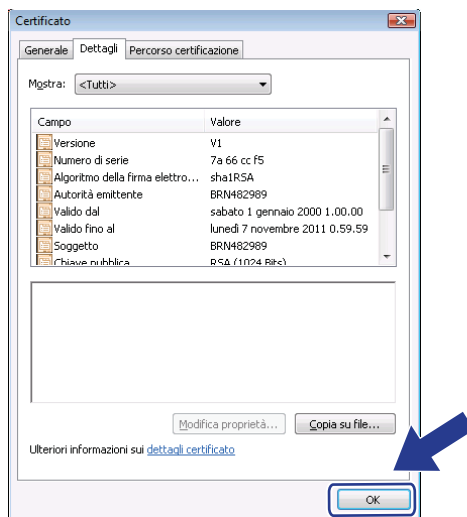 Certificato
Generale Dettagli Percorso certificazione
Mostra: <Tutti>
Campo Valore
Versione V1
Numero di serie 7a 66 cc f5
Algoritmo della firma elettro... sha1RSA
Autorità emittente BRN482989
Valido dal sabato 1 gennaio 2000 1.00.00
Valido fino al lunedì 7 novembre 2011 0.59.59
Soggetto BRN482989
Chiave pubblica RSA (1024 Bits)
Modifica proprietà... Copia su file...
Ulteriori informazioni sui dettagli certificato
OK